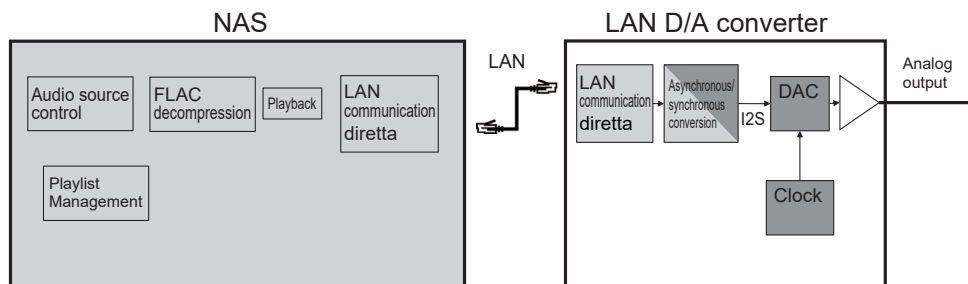 NAS
Audio source
control
FLAC
decompression
Playback
LAN
communication
diretta
Playlist
Management
LAN
LAN D/A converter
LAN
communication
diretta
Asynchronous/
synchronous
conversion
I2S
DAC
Clock
Analog
output